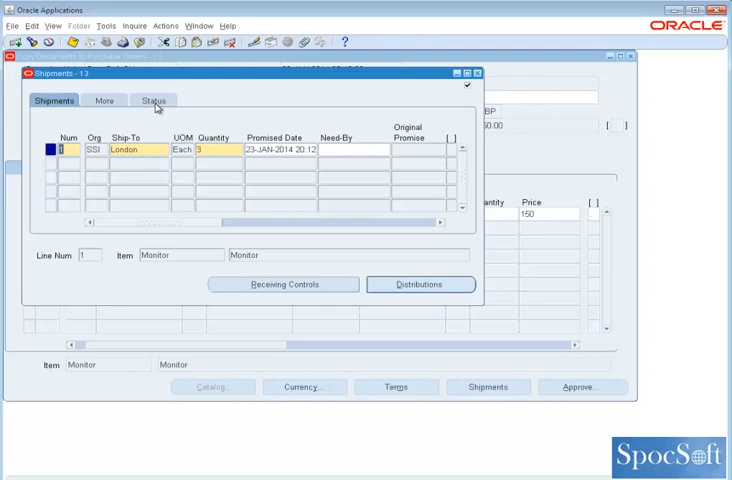 Oracle Applications
File Edit View Folder Tools Inquire Actions Window Help
ORACLE
Shipments - 13
Shipments More Status
BP
50.00 [ ]
Original
Num Org Ship-To UOM Quantity Promised Date Need-By Promise [ ]
1 SSI London Each 3 23-JAN-2014 20:12
Price [ ]
150
Line Num 1 Item Monitor Monitor
Receiving Controls Distributions
Item Monitor Monitor
Catalog... Currency... Terms Shipments Approve...
SpocSoft